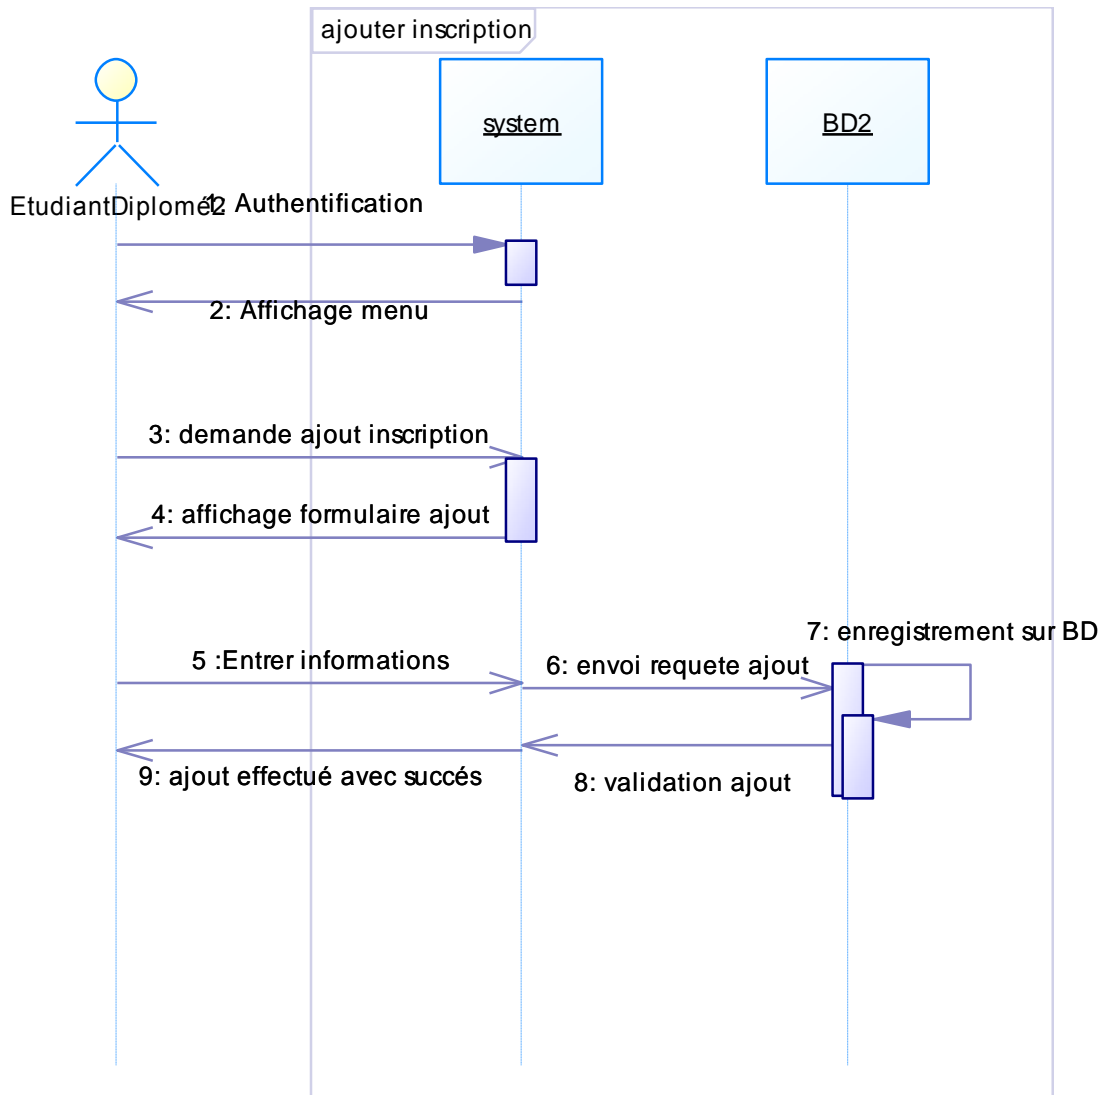 ajouter inscription
system
BD2
EtudiantDiplomé2
1: Authentification
2: Affichage menu
3: demande ajout inscription
4: affichage formulaire ajout
7: enregistrement sur BD
5 :Entrer informations
6: envoi requete ajout
9: ajout effectué avec succés
8: validation ajout